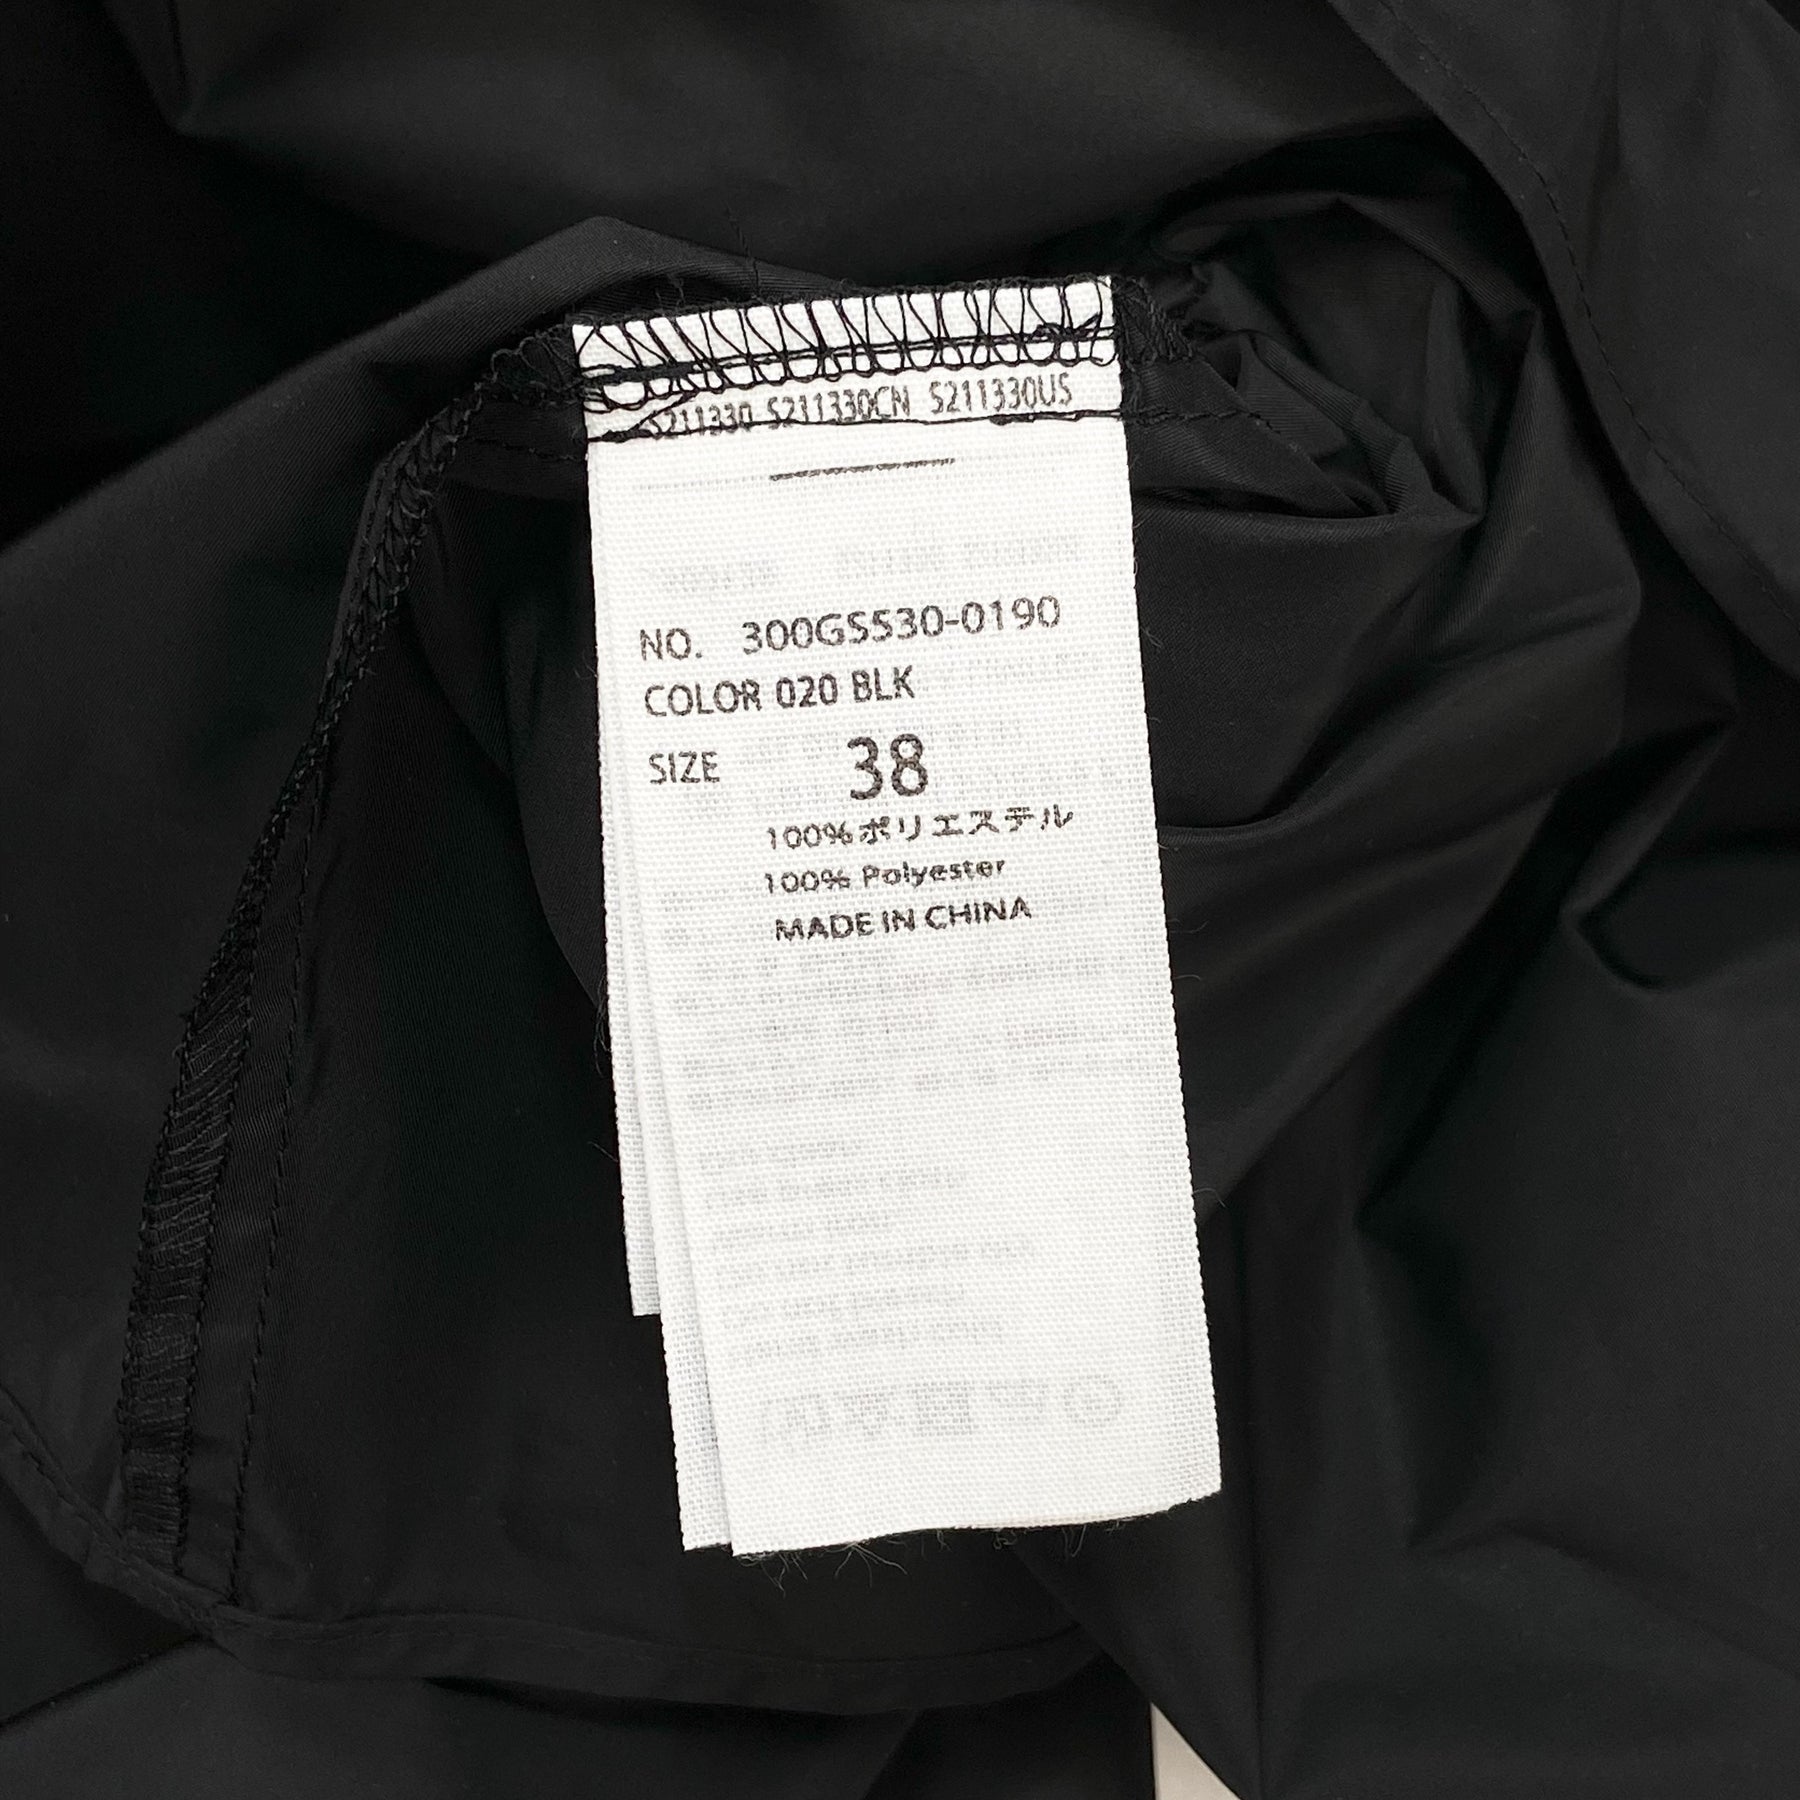 S211330 S211330CN S211330US
NO. 300GS530-0190
COLOR 020 BLK
SIZE 38
100%ポリエステル
100% Polyester
MADE IN CHINA